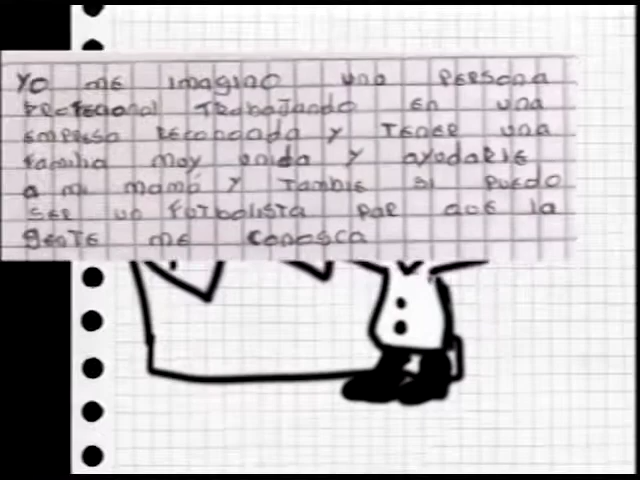 Yo me imagino una persona
profecional Trabajando en una
empresa reconocida y Tener una
familia muy unida y ayudarle
a mi mamá y Tambie si puedo
ser un futbolista par que la
gente me conosca